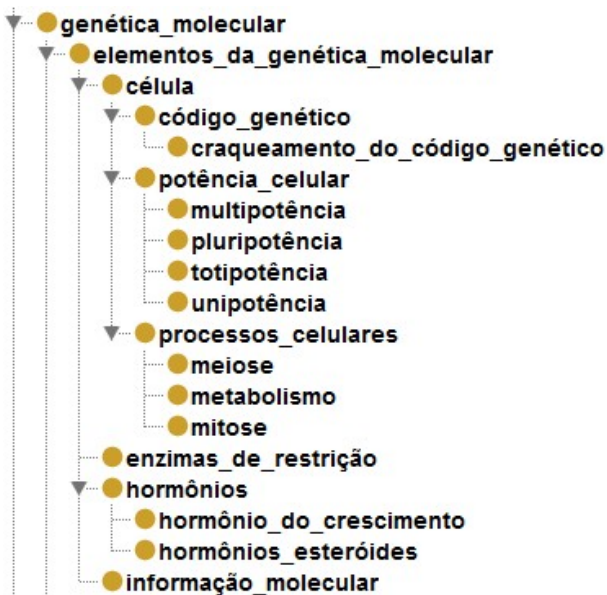 genética_molecular
elementos_da_genética_molecular
célula
código_genético
craqueamento_do_código_genético
potência_celular
multipotência
pluripotência
totipotência
unipotência
processos_celulares
meiose
metabolismo
mitose
enzimas_de_restrição
hormônios
hormônio_do_crescimento
hormônios_esteróides
informação_molecular